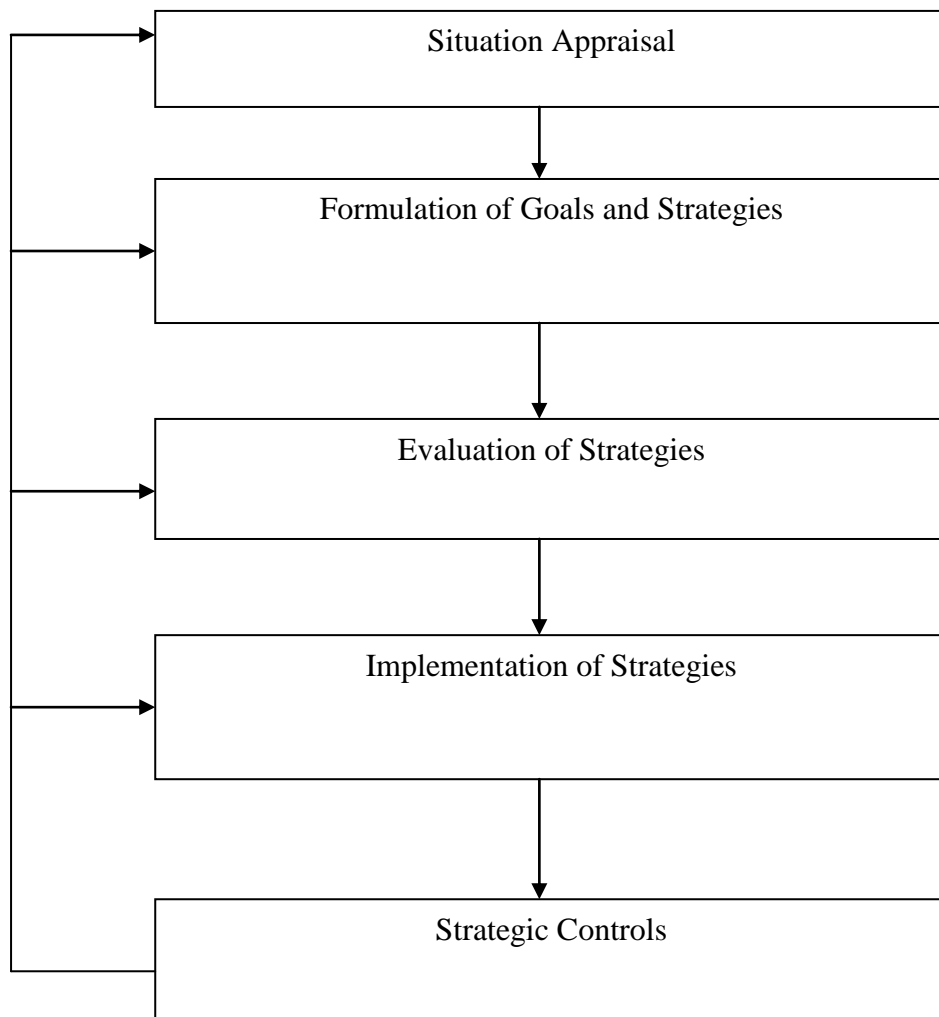 Situation Appraisal
Formulation of Goals and Strategies
Evaluation of Strategies
Implementation of Strategies
Strategic Controls